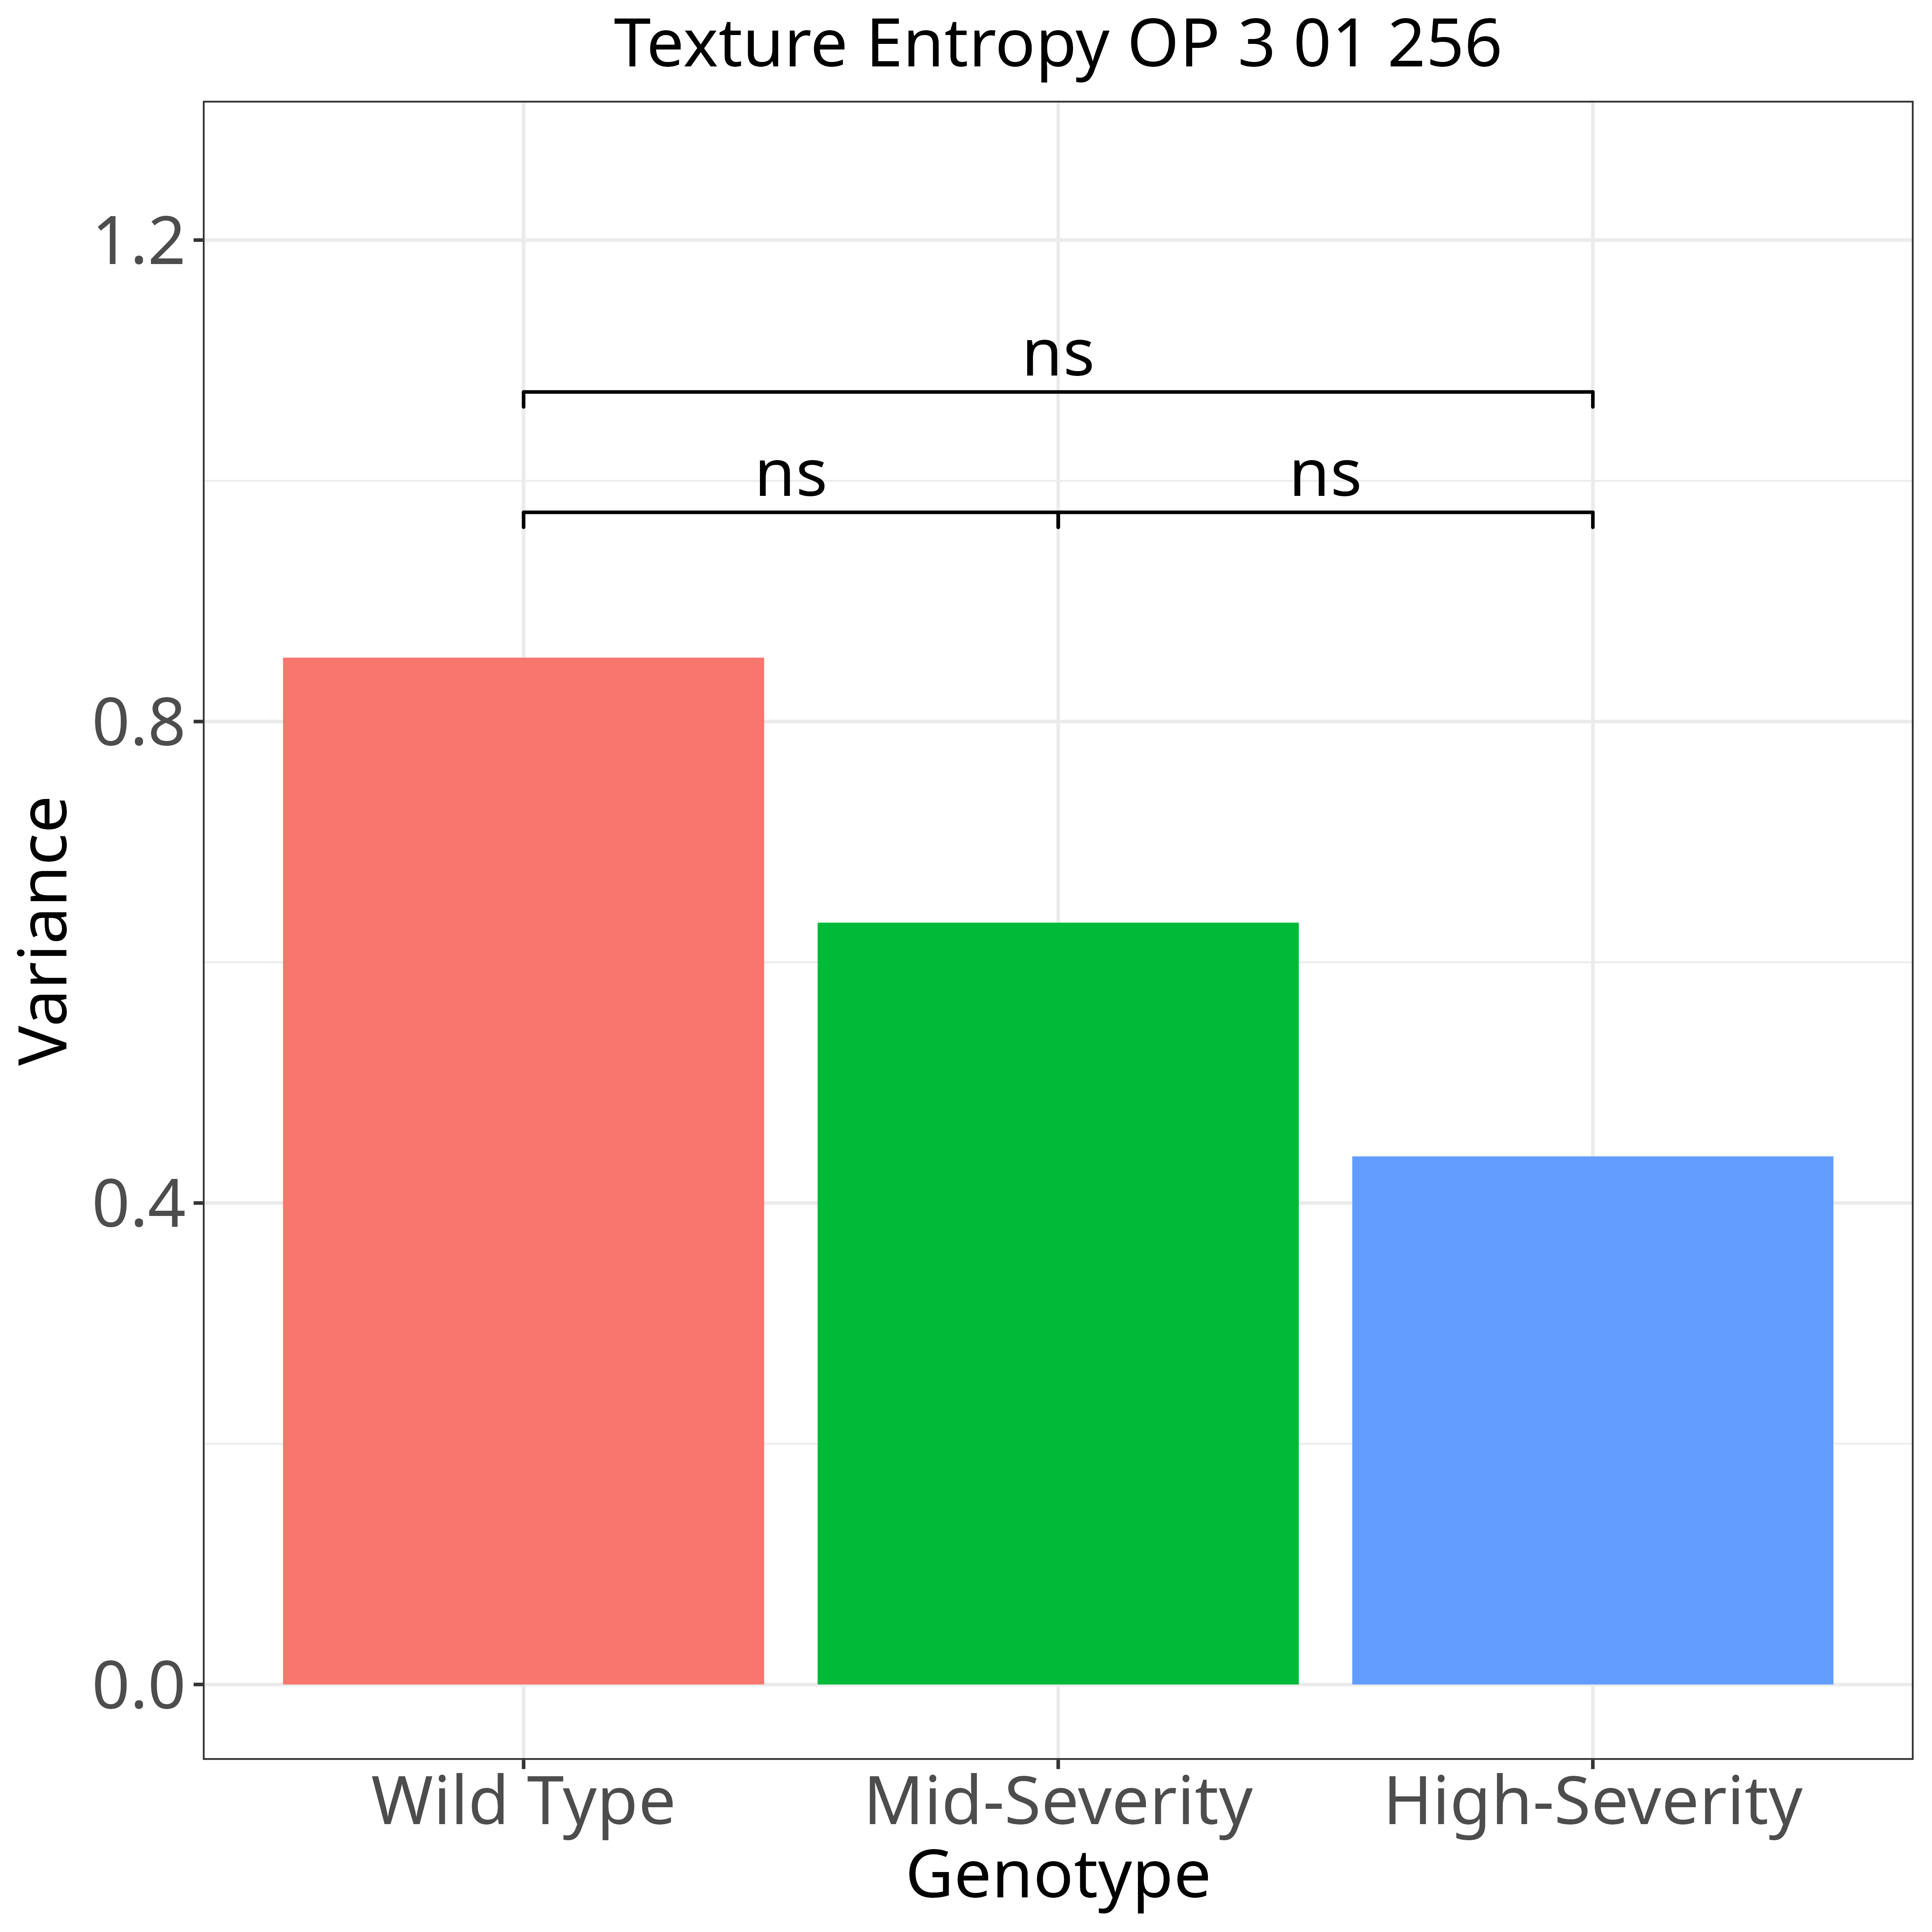 Texture Entropy OP 3 01 256
1.2
ns
ns ns
0.8
Variance
0.4
0.0
Wild Type Mid-Severity High-Severity
Genotype